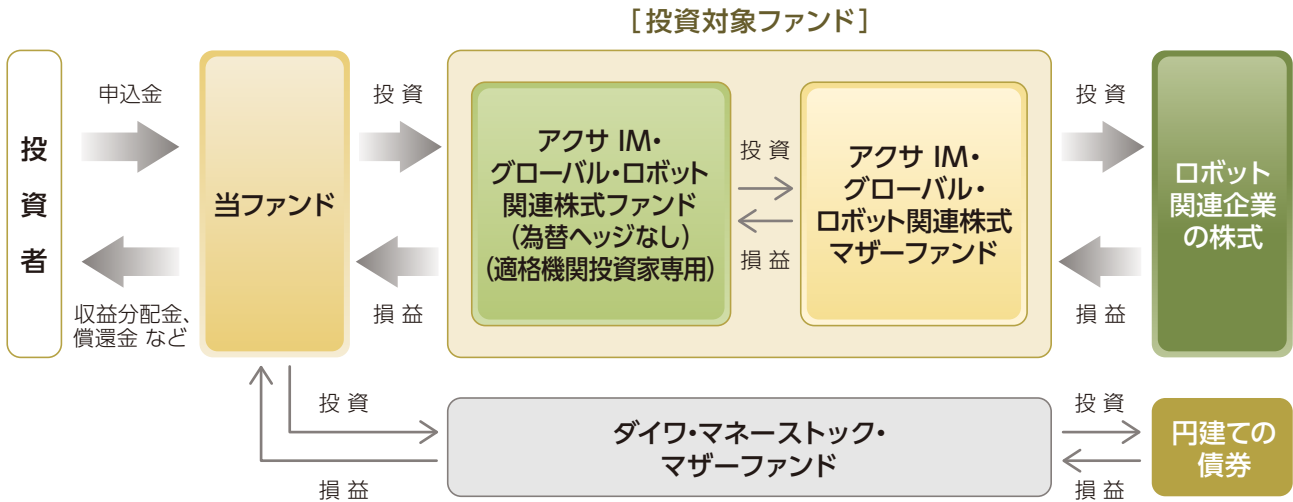 ［投資対象ファンド］
投資者
申込金
収益分配金、
償還金 など
当ファンド
投 資
損 益
アクサ IM・
グローバル・ロボット
関連株式ファンド
(為替ヘッジなし)
(適格機関投資家専用)
投 資
損 益
アクサ IM・
グローバル・
ロボット関連株式
マザーファンド
投 資
損 益
ロボット
関連企業
の株式
投 資
損 益
ダイワ・マネーストック・
マザーファンド
投 資
損 益
円建ての
債券